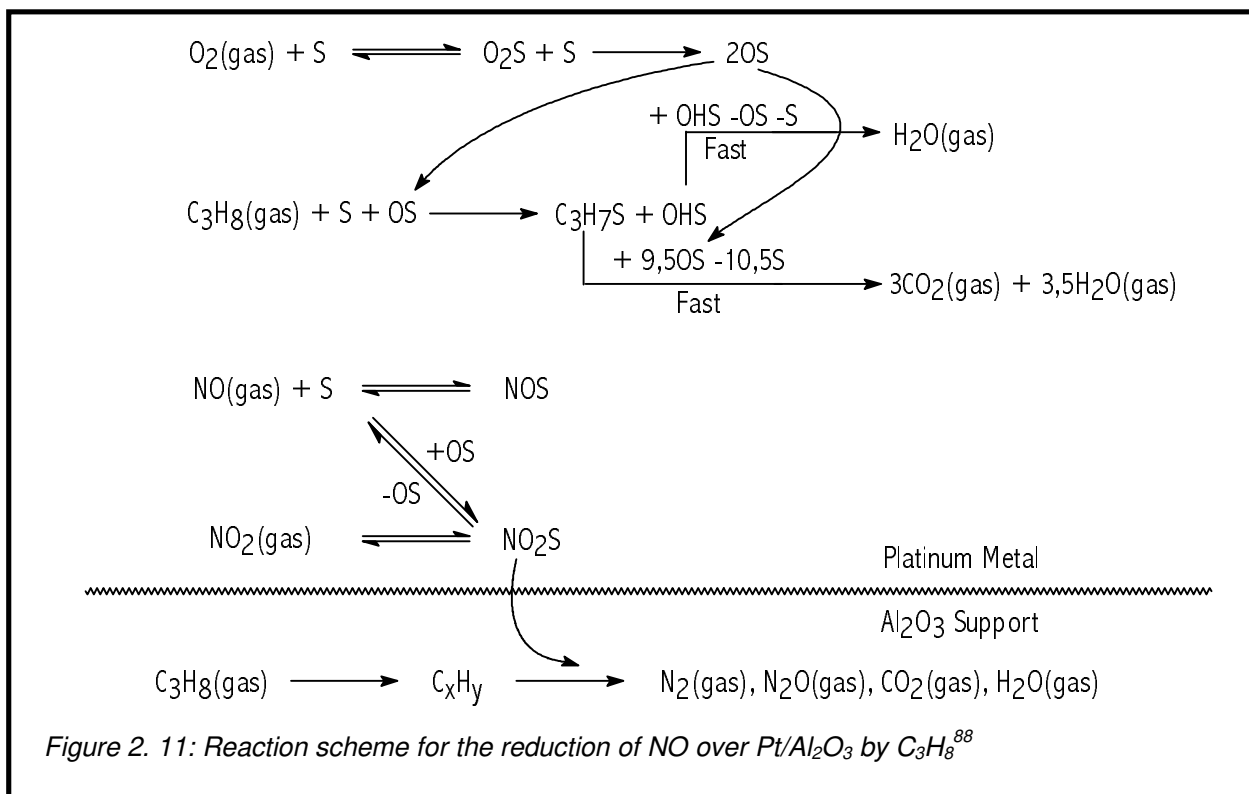 O₂(gas) + S ⇌ O₂S + S → 2OS
+ OHS -OS -S
Fast
H₂O(gas)
C₃H₈(gas) + S + OS → C₃H₇S + OHS
+ 9,5OS -10,5S
Fast
3CO₂(gas) + 3,5H₂O(gas)
NO(gas) + S ⇌ NOS
+OS
-OS
NO₂(gas) ⇌ NO₂S
Platinum Metal
Al₂O₃ Support
C₃H₈(gas) → CₓHᵧ → N₂(gas), N₂O(gas), CO₂(gas), H₂O(gas)
Figure 2. 11: Reaction scheme for the reduction of NO over Pt/Al₂O₃ by C₃H₈⁸⁸